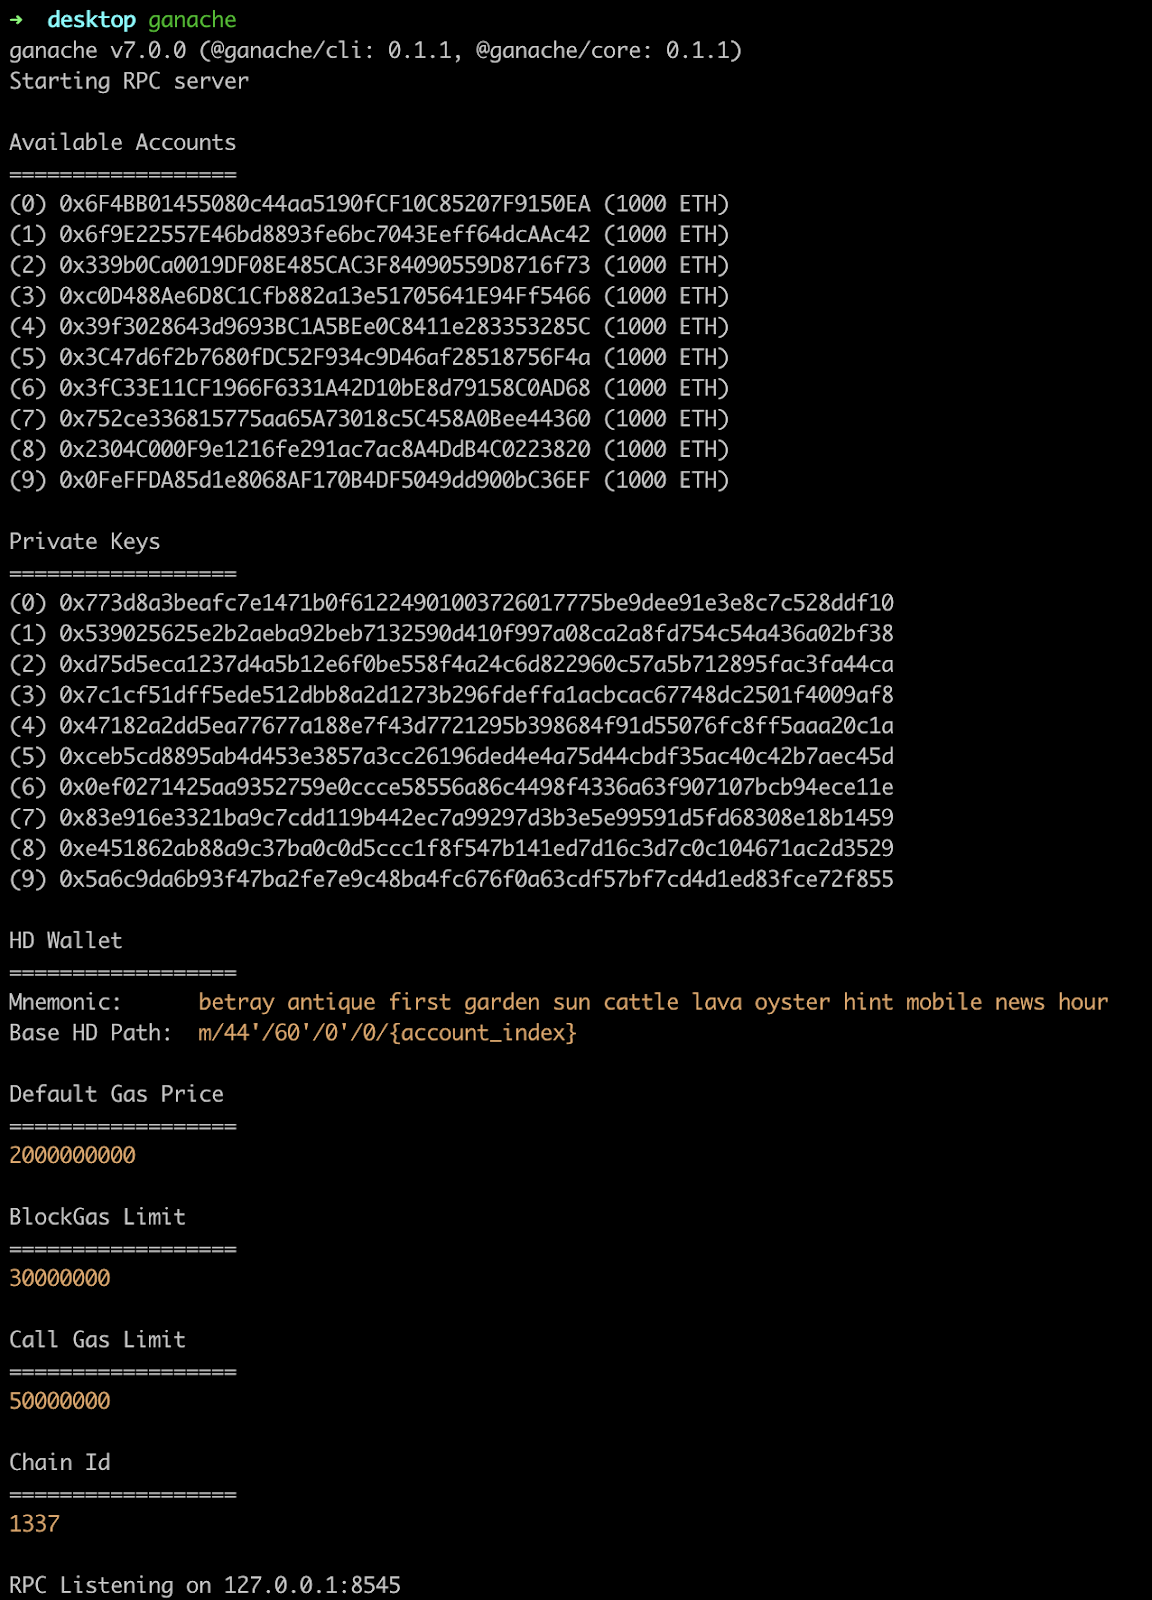 ➜  desktop ganache
ganache v7.0.0 (@ganache/cli: 0.1.1, @ganache/core: 0.1.1)
Starting RPC server

Available Accounts
==================
(0) 0x6F4BB01455080c44aa5190fCF10C85207F9150EA (1000 ETH)
(1) 0x6f9E22557E46bd8893fe6bc7043Eeff64dcAAc42 (1000 ETH)
(2) 0x339b0Ca0019DF08E485CAC3F84090559D8716f73 (1000 ETH)
(3) 0xc0D488Ae6D8C1Cfb882a13e51705641E94Ff5466 (1000 ETH)
(4) 0x39f3028643d9693BC1A5BEe0C8411e283353285C (1000 ETH)
(5) 0x3C47d6f2b7680fDC52F934c9D46af28518756F4a (1000 ETH)
(6) 0x3fC33E11CF1966F6331A42D10bE8d79158C0AD68 (1000 ETH)
(7) 0x752ce336815775aa65A73018c5C458A0Bee44360 (1000 ETH)
(8) 0x2304C000F9e1216fe291ac7ac8A4DdB4C0223820 (1000 ETH)
(9) 0x0FeFFDA85d1e8068AF170B4DF5049dd900bC36EF (1000 ETH)

Private Keys
==================
(0) 0x773d8a3beafc7e1471b0f61224901003726017775be9dee91e3e8c7c528ddf10
(1) 0x539025625e2b2aeba92beb7132590d410f997a08ca2a8fd754c54a436a02bf38
(2) 0xd75d5eca1237d4a5b12e6f0be558f4a24c6d822960c57a5b712895fac3fa44ca
(3) 0x7c1cf51dff5ede512dbb8a2d1273b296fdeffa1acbcac67748dc2501f4009af8
(4) 0x47182a2dd5ea77677a188e7f43d7721295b398684f91d55076fc8ff5aaa20c1a
(5) 0xceb5cd8895ab4d453e3857a3cc26196ded4e4a75d44cbdf35ac40c42b7aec45d
(6) 0x0ef0271425aa9352759e0ccce58556a86c4498f4336a63f907107bcb94ece11e
(7) 0x83e916e3321ba9c7cdd119b442ec7a99297d3b3e5e99591d5fd68308e18b1459
(8) 0xe451862ab88a9c37ba0c0d5ccc1f8f547b141ed7d16c3d7c0c104671ac2d3529
(9) 0x5a6c9da6b93f47ba2fe7e9c48ba4fc676f0a63cdf57bf7cd4d1ed83fce72f855

HD Wallet
==================
Mnemonic:      betray antique first garden sun cattle lava oyster hint mobile news hour
Base HD Path:  m/44'/60'/0'/0/{account_index}

Default Gas Price
==================
2000000000

BlockGas Limit
==================
30000000

Call Gas Limit
==================
50000000

Chain Id
==================
1337

RPC Listening on 127.0.0.1:8545